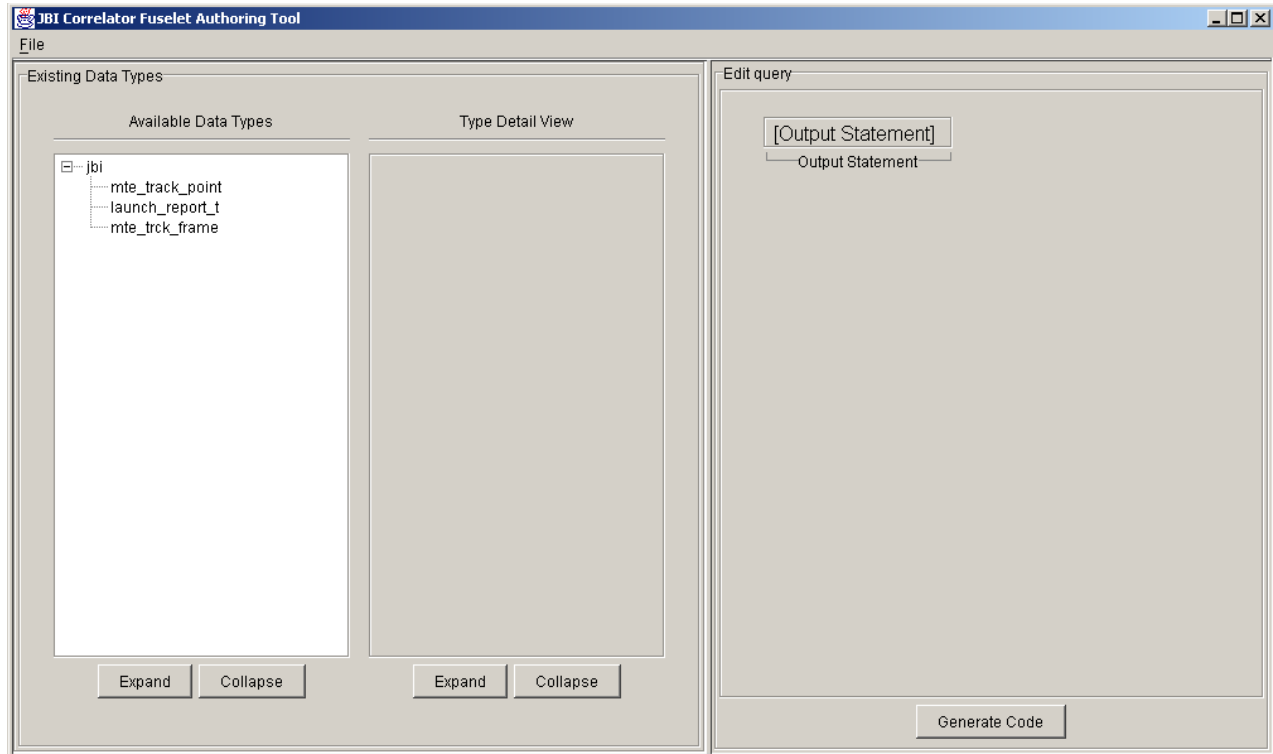 JBI Correlator Fuselet Authoring Tool
File
Existing Data Types
Available Data Types
Type Detail View
jbi
mte_track_point
launch_report_t
mte_trck_frame
Expand
Collapse
Expand
Collapse
Edit query
[Output Statement]
Output Statement
Generate Code